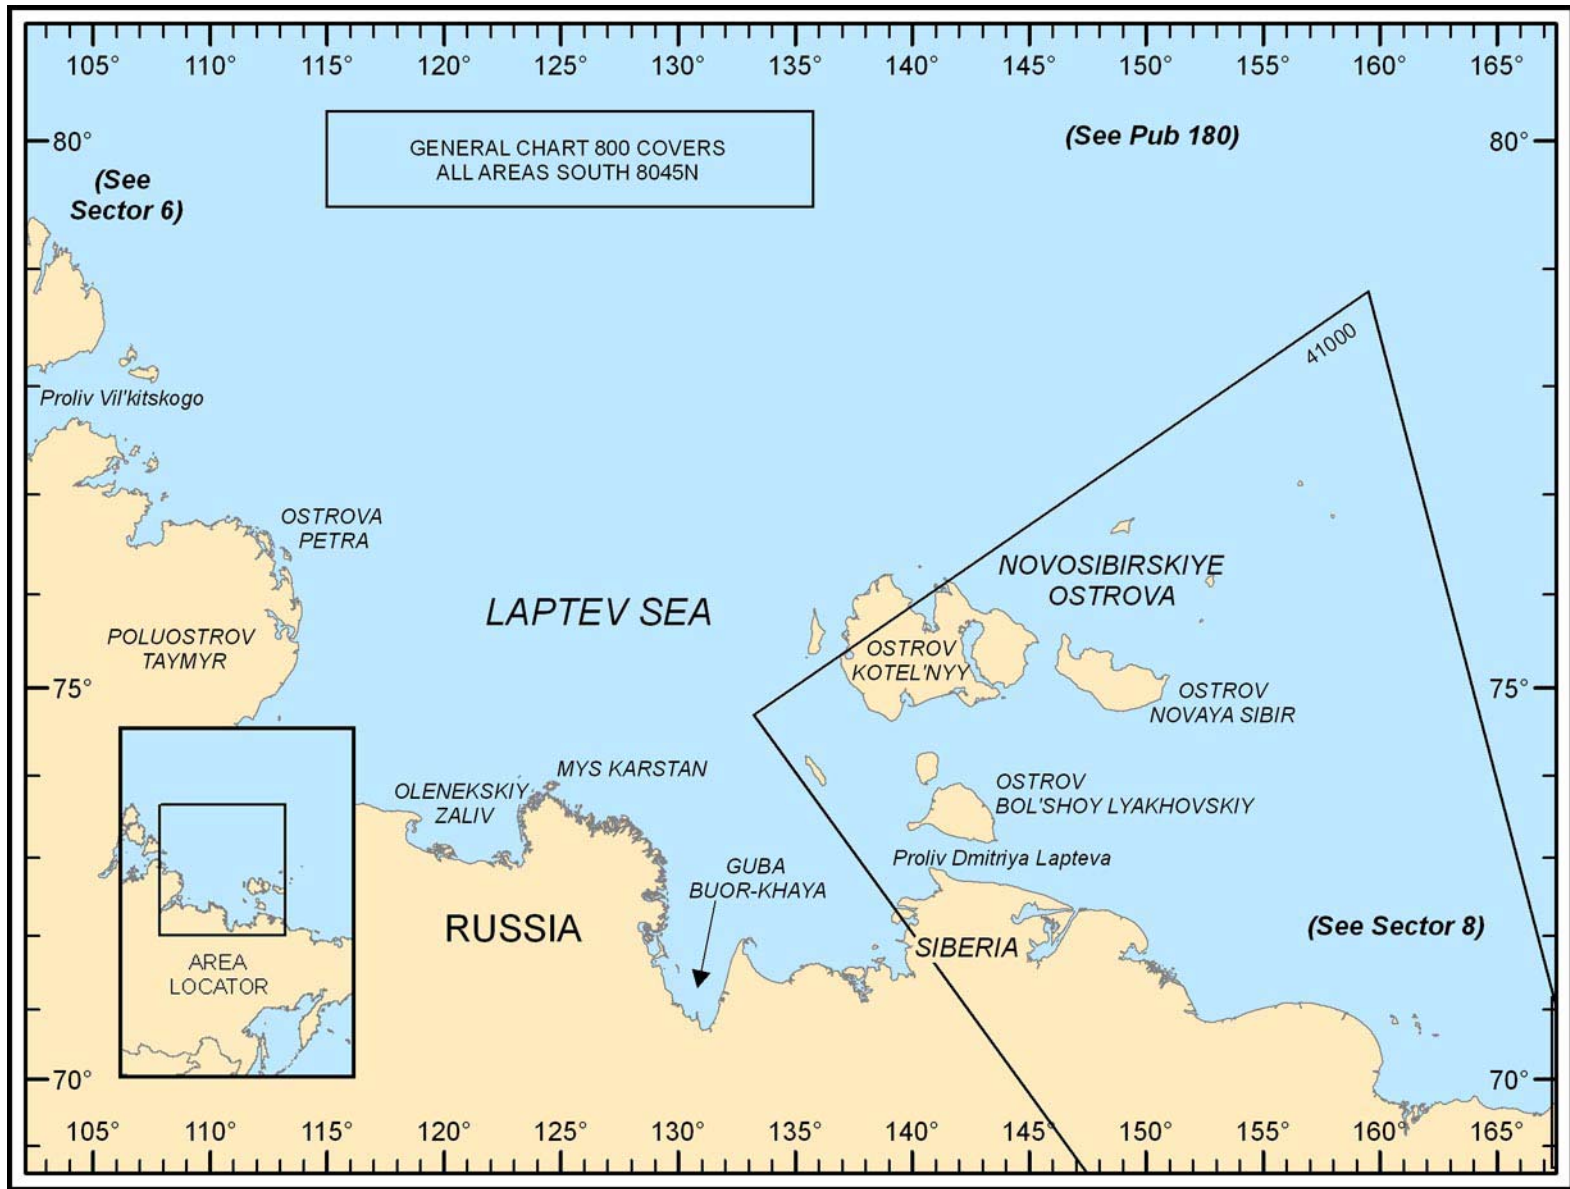 105° 110° 115° 120° 125° 130° 135° 140° 145° 150° 155° 160° 165°
80°
(See Pub 180)
80°
GENERAL CHART 800 COVERS
ALL AREAS SOUTH 8045N
(See
Sector 6)
41000
Proliv Vil'kitskogo
OSTROVA
PETRA
NOVOSIBIRSKIYE
OSTROVA
LAPTEV SEA
POLUOSTROV
TAYMYR
OSTROV
KOTEL'NYY
75°
75°
OSTROV
NOVAYA SIBIR
MYS KARSTAN
OLENEKSKIY
ZALIV
OSTROV
BOL'SHOY LYAKHOVSKIY
Proliv Dmitriya Lapteva
GUBA
BUOR-KHAYA
RUSSIA
SIBERIA
(See Sector 8)
AREA
LOCATOR
70°
70°
105° 110° 115° 120° 125° 130° 135° 140° 145° 150° 155° 160° 165°